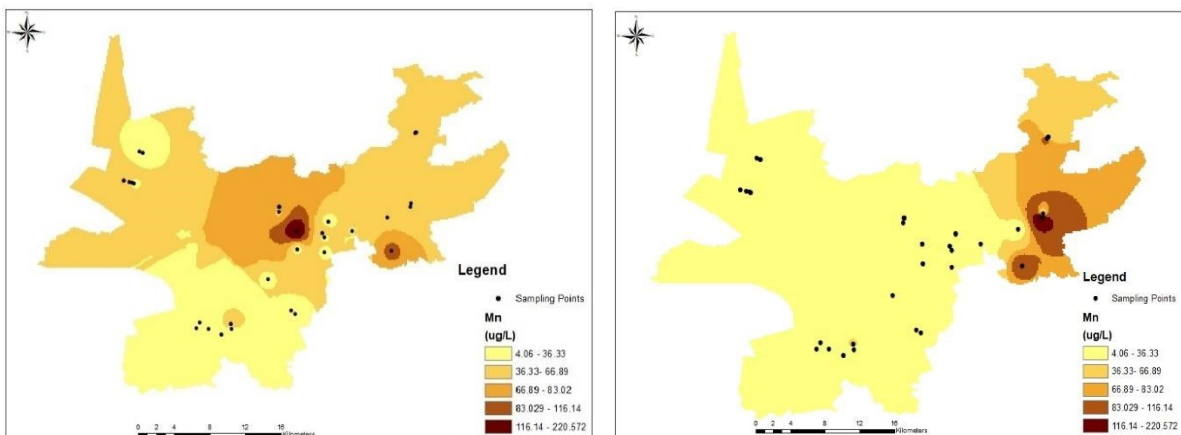 Legend
Sampling Points
Mn
(ug/L)
4.06 - 36.33
36.33- 66.89
66.89 - 83.02
83.029 - 116.14
116.14 - 220.572
0 2 4 8 12 16
Kilometers
Legend
Sampling Points
Mn
(ug/L)
4.06 - 36.33
36.33 - 66.89
66.89 - 83.02
83.029 - 116.14
116.14 - 220.572
0 2 4 8 12 16
Kilometers